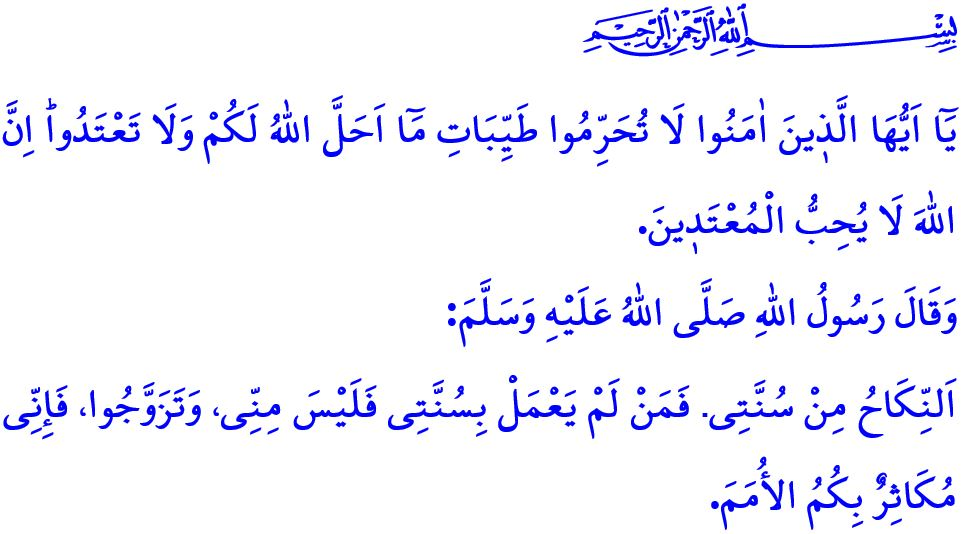 بِسْمِ اللّٰهِ الرَّحْمٰنِ الرَّحِيمِ
يَٓا اَيُّهَا الَّذ۪ينَ اٰمَنُوا لَا تُحَرِّمُوا طَيِّبَاتِ مَٓا اَحَلَّ اللّٰهُ لَكُمْ وَلَا تَعْتَدُواۜ اِنَّ
اللّٰهَ لَا يُحِبُّ الْمُعْتَد۪ينَ.
وَقَالَ رَسُولُ اللّٰهِ صَلَّى اللّٰهُ عَلَيْهِ وَسَلَّمَ:
اَلنِّكَاحُ مِنْ سُنَّتِى. فَمَنْ لَمْ يَعْمَلْ بِسُنَّتِى فَلَيْسَ مِنِّى، وَتَزَوَّجُوا، فَإِنِّى
مُكَاثِرٌ بِكُمُ الأُمَمَ.